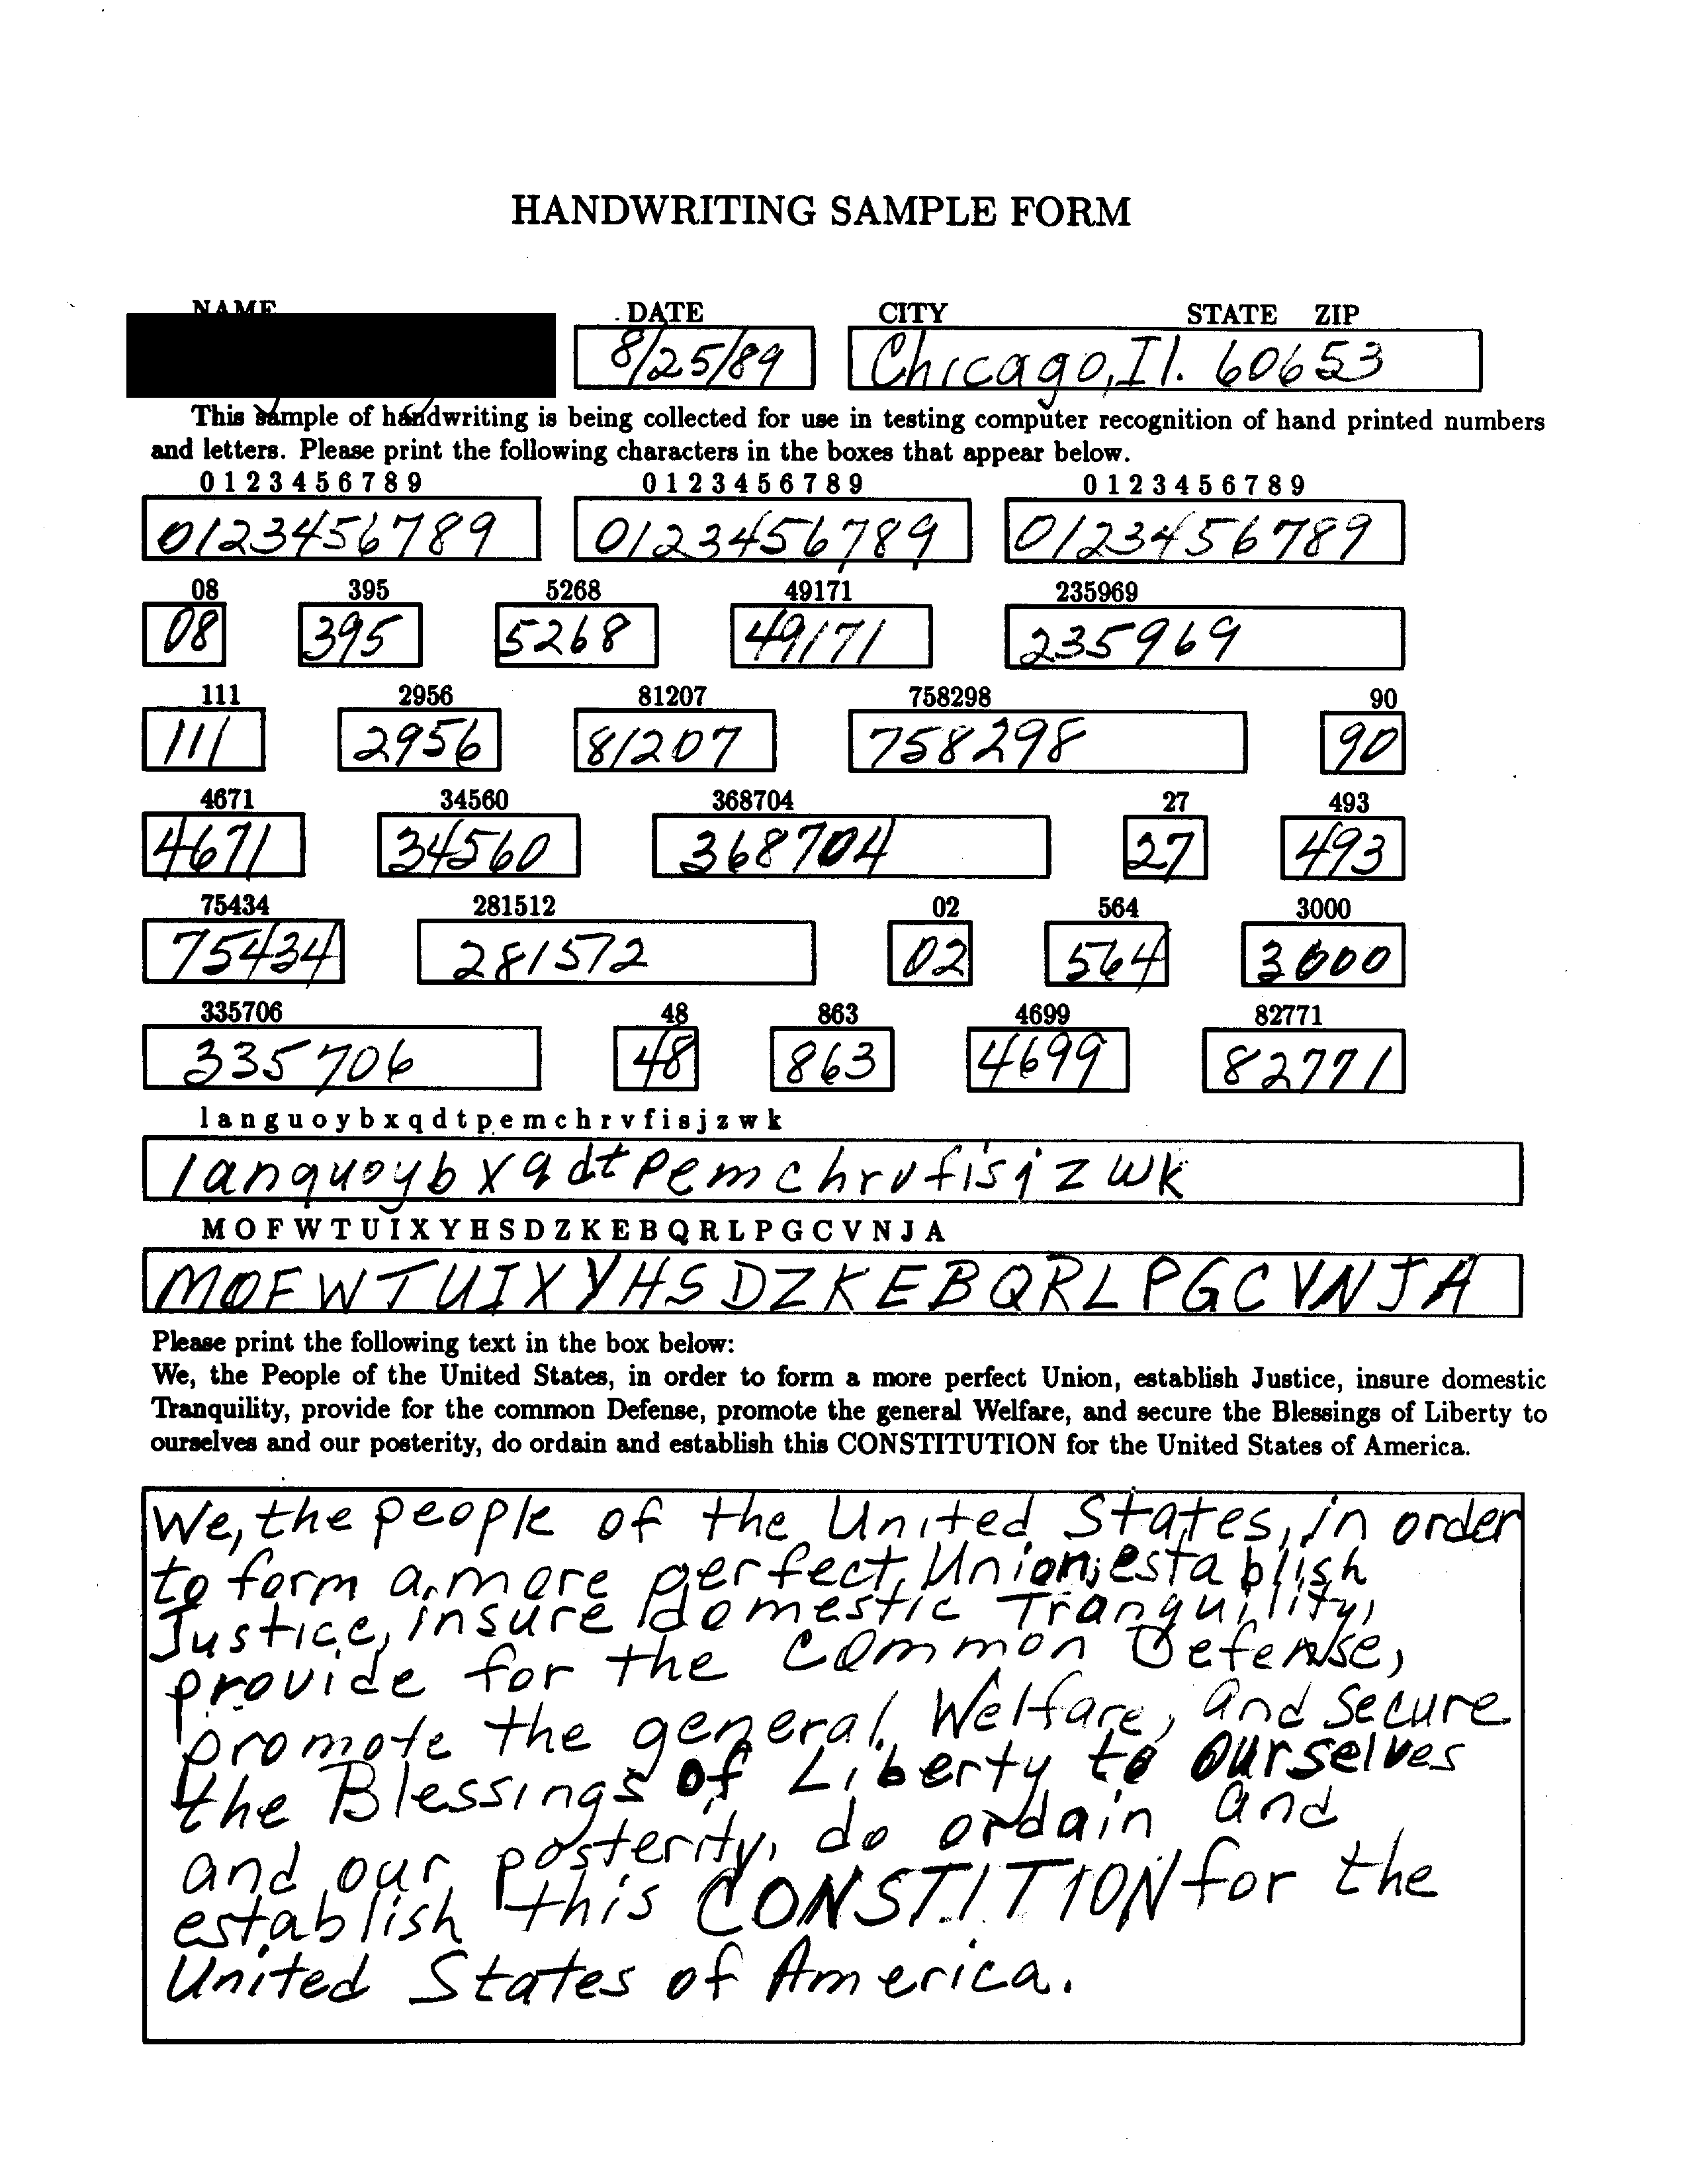 HANDWRITING SAMPLE FORM
NAME DATE CITY STATE ZIP
8/25/89 Chicago, Il. 60653
This sample of handwriting is being collected for use in testing computer recognition of hand printed numbers
and letters. Please print the following characters in the boxes that appear below.
0 1 2 3 4 5 6 7 8 9 0 1 2 3 4 5 6 7 8 9 0 1 2 3 4 5 6 7 8 9
0123456789 0123456789 0123456789
08 395 5268 49171 235969
08 395 5268 49171 235969
111 2956 81207 758298 90
111 2956 81207 758298 90
4671 34560 368704 27 493
4671 34560 368704 27 493
75434 281512 02 564 3000
75434 281572 02 564 3000
335706 48 863 4699 82771
335706 48 863 4699 82771
l a n g u o y b x q d t p e m c h r v f i s j z w k
l a n g u o y b x q d t p e m c h r v f i s j z w k
M O F W T U I X Y H S D Z K E B Q R L P G C V N J A
M O F W T U I X Y H S D Z K E B Q R L P G C V N J A
Please print the following text in the box below:
We, the People of the United States, in order to form a more perfect Union, establish Justice, insure domestic
Tranquility, provide for the common Defense, promote the general Welfare, and secure the Blessings of Liberty to
ourselves and our posterity, do ordain and establish this CONSTITUTION for the United States of America.
We, the people of the United States, in order
to form a more perfect Union, establish
Justice, insure domestic Tranquility,
provide for the common Defense,
promote the general Welfare, and secure
the Blessings of Liberty to ourselves
and our posterity, do ordain and
establish this CONSTITTION for the
United States of America.